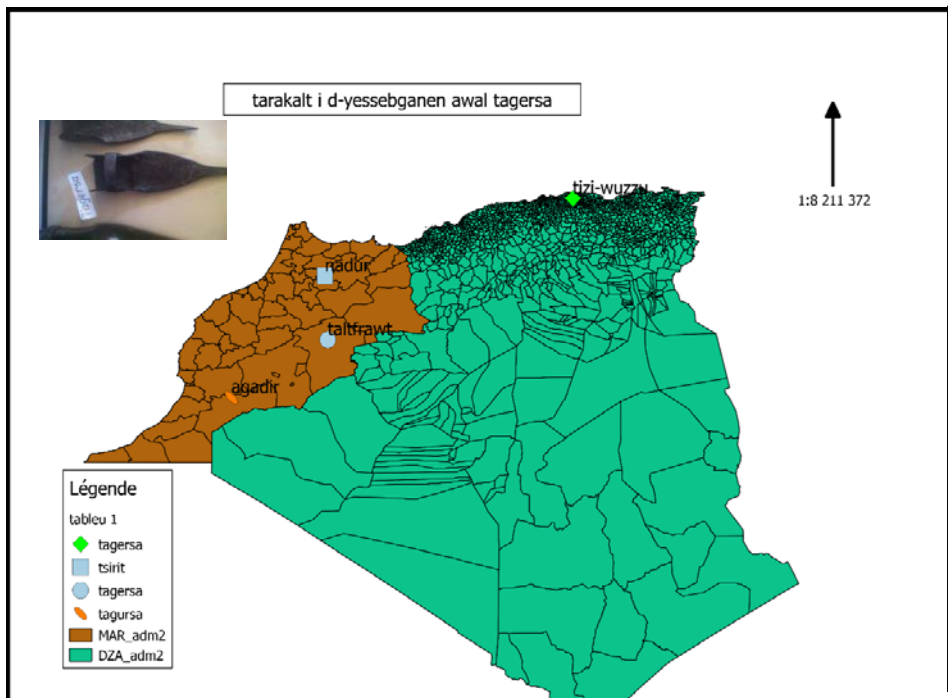 tarakalt i d-yessebganen awal tagersa
tagersa
1:8 211 372
tizi-wuzzu
nadur
taltfrawt
agadir
Légende
tableu 1
tagersa
tsirit
tagersa
tagursa
MAR_adm2
DZA_adm2